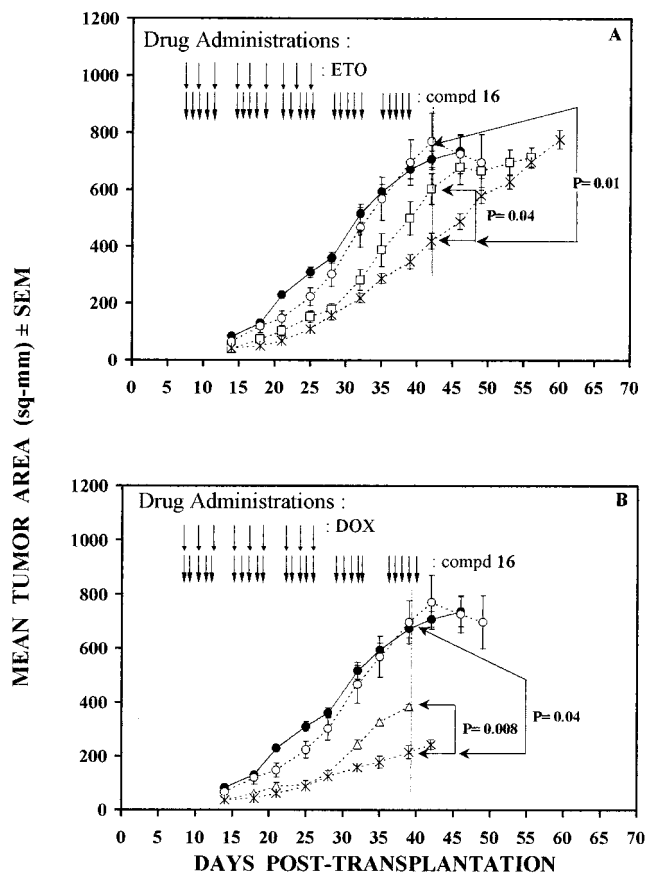 MEAN TUMOR AREA (sq-mm) ± SEM
A
Drug Administrations :
: ETO
: compd 16
P= 0.01
P= 0.04
1200
1000
800
600
400
200
0
0 5 10 15 20 25 30 35 40 45 50 55 60 65 70
B
Drug Administrations :
: DOX
: compd 16
P= 0.04
P= 0.008
1200
1000
800
600
400
200
0
0 5 10 15 20 25 30 35 40 45 50 55 60 65 70
DAYS POST-TRANSPLANTATION